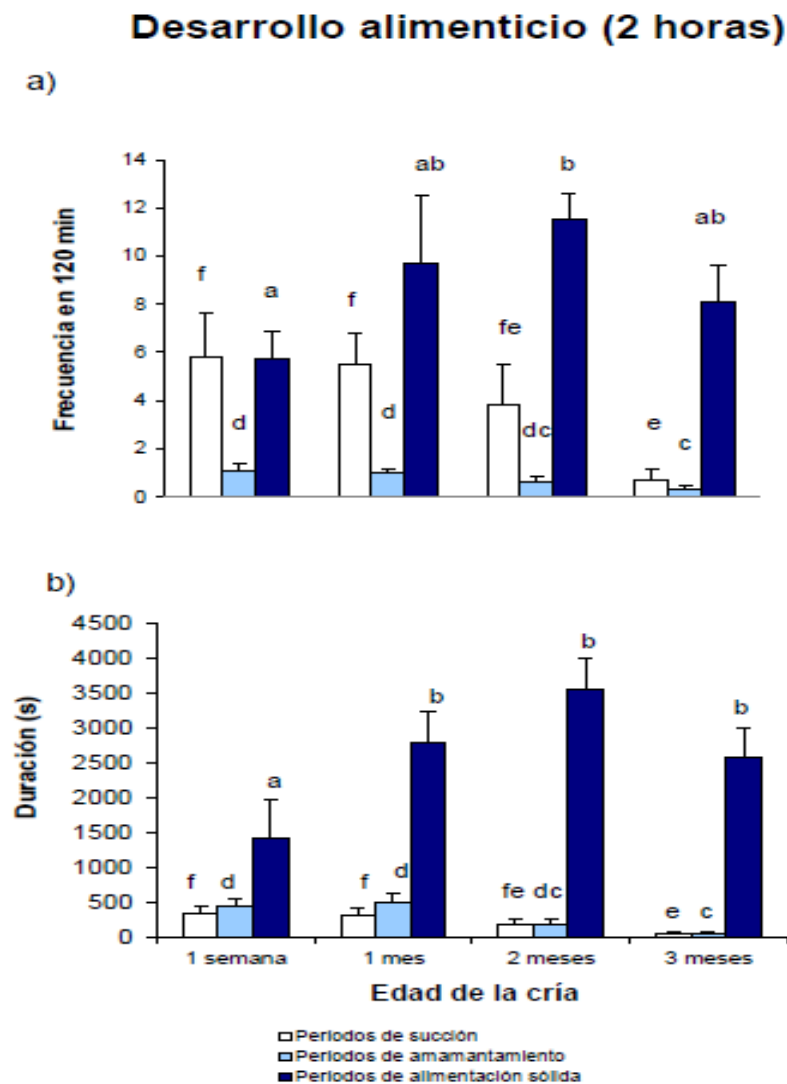 Desarrollo alimenticio (2 horas)
a)
Frecuencia en 120 min
14
12
10
8
6
4
2
0
f d a
f d ab
fe dc b
e c ab
b)
Duración (s)
4500
4000
3500
3000
2500
2000
1500
1000
500
0
f d a
f d b
fe dc b
e c b
1 semana 1 mes 2 meses 3 meses
Edad de la cría
Periodos de succión
Periodos de amamantamiento
Periodos de alimentación sólida